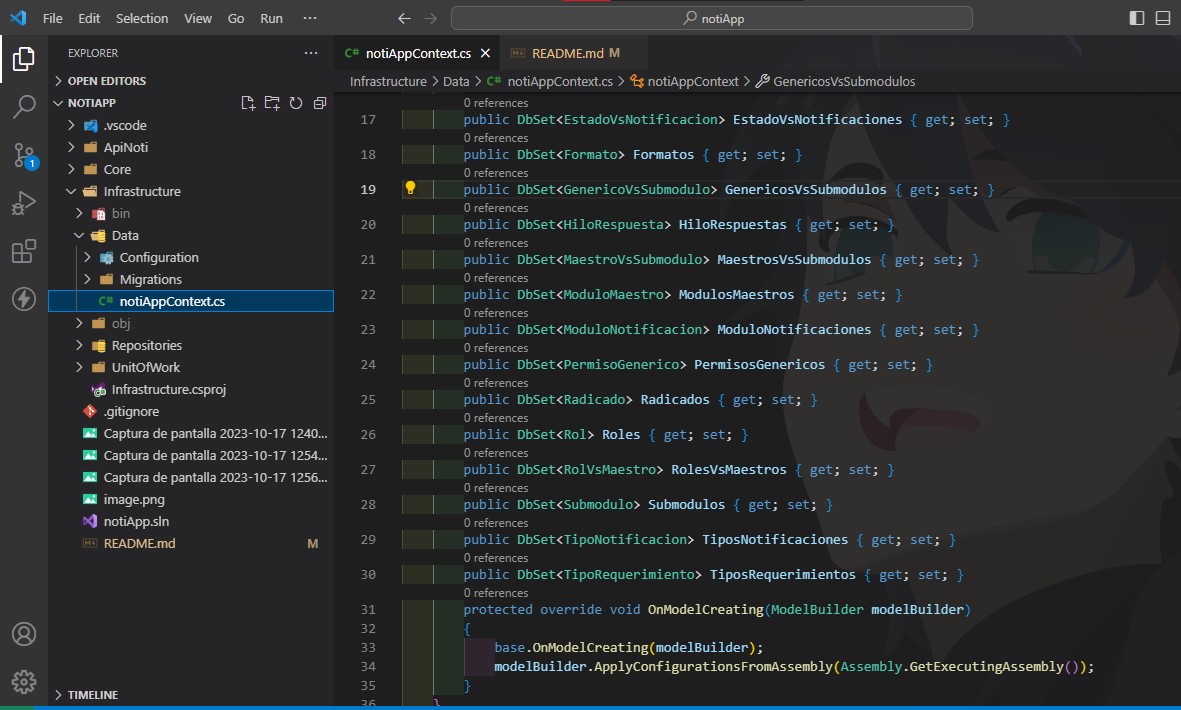 File Edit Selection View Go Run ···
notiApp
EXPLORER ···
OPEN EDITORS
NOTIAPP
.vscode
ApiNoti
Core
Infrastructure
bin
Data
Configuration
Migrations
C# notiAppContext.cs
obj
Repositories
UnitOfWork
Infrastructure.csproj
.gitignore
Captura de pantalla 2023-10-17 1240...
Captura de pantalla 2023-10-17 1254...
Captura de pantalla 2023-10-17 1256...
image.png
notiApp.sln
README.md M
TIMELINE
1
C# notiAppContext.cs
README.md M
Infrastructure > Data > C# notiAppContext.cs > notiAppContext > GenericosVsSubmodulos
0 references
17 public DbSet<EstadoVsNotificacion> EstadoVsNotificaciones { get; set; }
0 references
18 public DbSet<Formato> Formatos { get; set; }
0 references
19 public DbSet<GenericoVsSubmodulo> GenericosVsSubmodulos { get; set; }
0 references
20 public DbSet<HiloRespuesta> HiloRespuestas { get; set; }
0 references
21 public DbSet<MaestroVsSubmodulo> MaestrosVsSubmodulos { get; set; }
0 references
22 public DbSet<ModuloMaestro> ModulosMaestros { get; set; }
0 references
23 public DbSet<ModuloNotificacion> ModuloNotificaciones { get; set; }
0 references
24 public DbSet<PermisoGenerico> PermisosGenericos { get; set; }
0 references
25 public DbSet<Radicado> Radicados { get; set; }
0 references
26 public DbSet<Rol> Roles { get; set; }
0 references
27 public DbSet<RolVsMaestro> RolesVsMaestros { get; set; }
0 references
28 public DbSet<Submodulo> Submodulos { get; set; }
0 references
29 public DbSet<TipoNotificacion> TiposNotificaciones { get; set; }
0 references
30 public DbSet<TipoRequerimiento> TiposRequerimientos { get; set; }
0 references
31 protected override void OnModelCreating(ModelBuilder modelBuilder)
32 {
33 base.OnModelCreating(modelBuilder);
34 modelBuilder.ApplyConfigurationsFromAssembly(Assembly.GetExecutingAssembly());
35 }
36 }